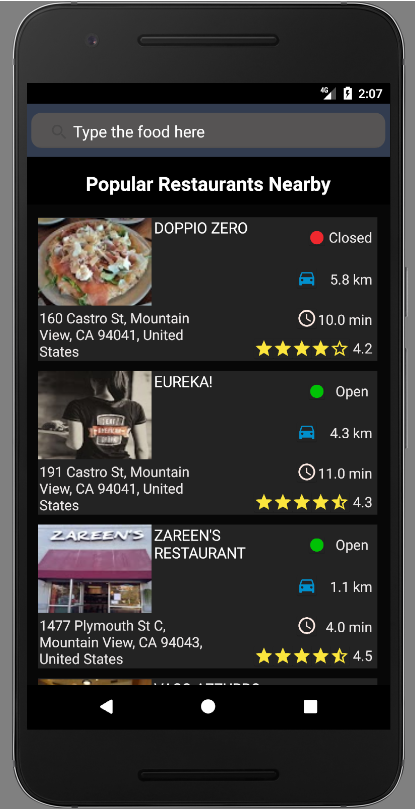 4G 2:07
Type the food here
Popular Restaurants Nearby
DOPPIO ZERO
Closed
5.8 km
160 Castro St, Mountain
View, CA 94041, United
States
10.0 min
4.2
EUREKA!
Open
4.3 km
191 Castro St, Mountain
View, CA 94041, United
States
11.0 min
4.3
ZAREEN'S
ZAREEN'S
RESTAURANT
Open
1.1 km
1477 Plymouth St C,
Mountain View, CA 94043,
United States
4.0 min
4.5